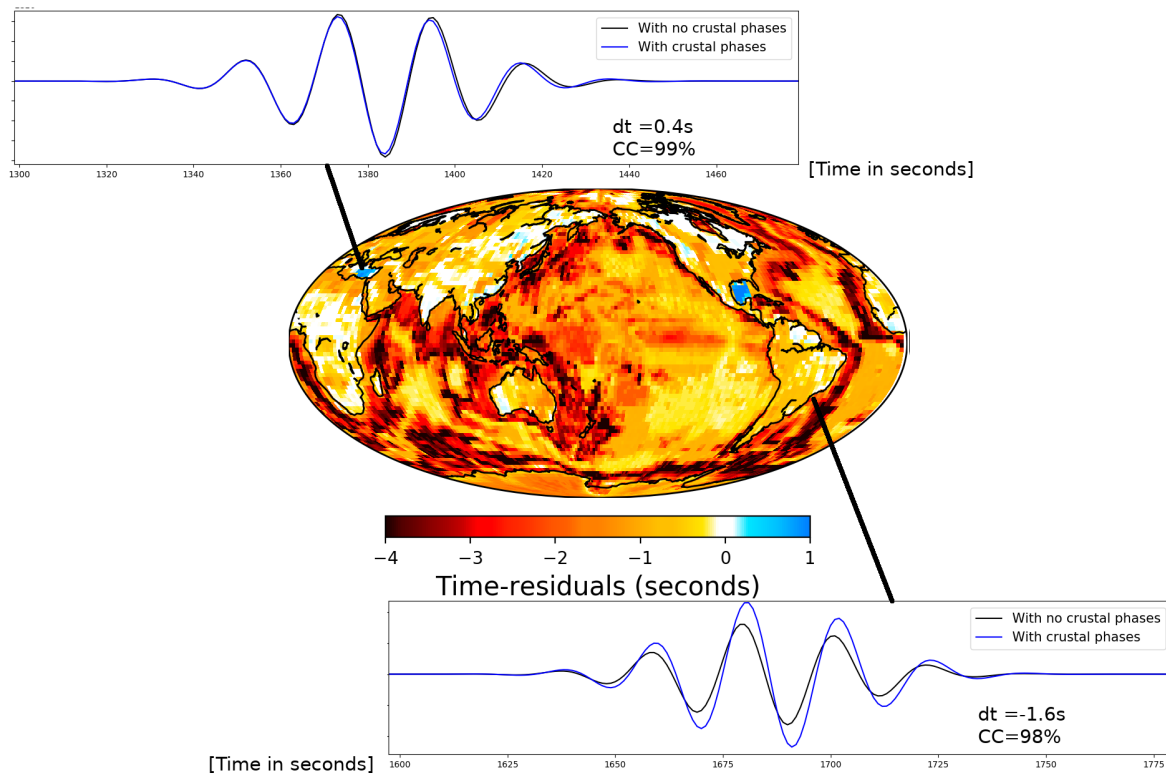 With no crustal phases
With crustal phases
dt =0.4s
CC=99%
1300 1320 1340 1360 1380 1400 1420 1440 1460
[Time in seconds]
−4 −3 −2 −1 0 1
Time-residuals (seconds)
With no crustal phases
With crustal phases
dt =-1.6s
CC=98%
[Time in seconds]
1600 1625 1650 1675 1700 1725 1750 1775